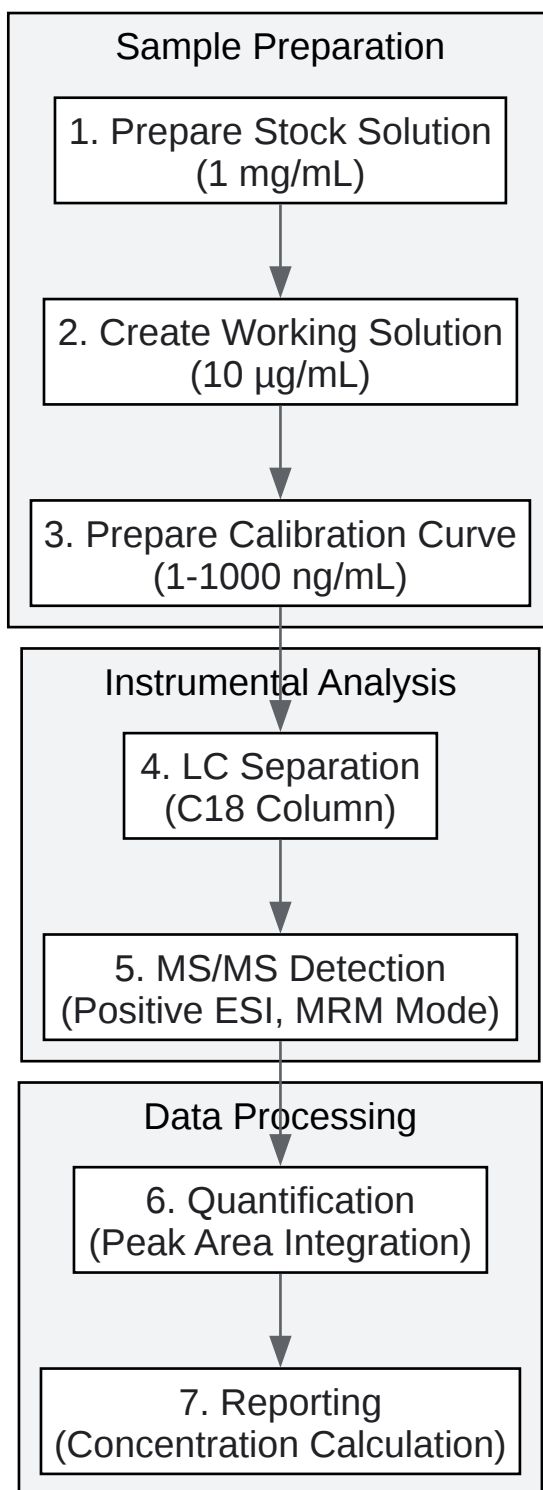 Sample Preparation
1. Prepare Stock Solution
(1 mg/mL)
2. Create Working Solution
(10 µg/mL)
3. Prepare Calibration Curve
(1-1000 ng/mL)
Instrumental Analysis
4. LC Separation
(C18 Column)
5. MS/MS Detection
(Positive ESI, MRM Mode)
Data Processing
6. Quantification
(Peak Area Integration)
7. Reporting
(Concentration Calculation)